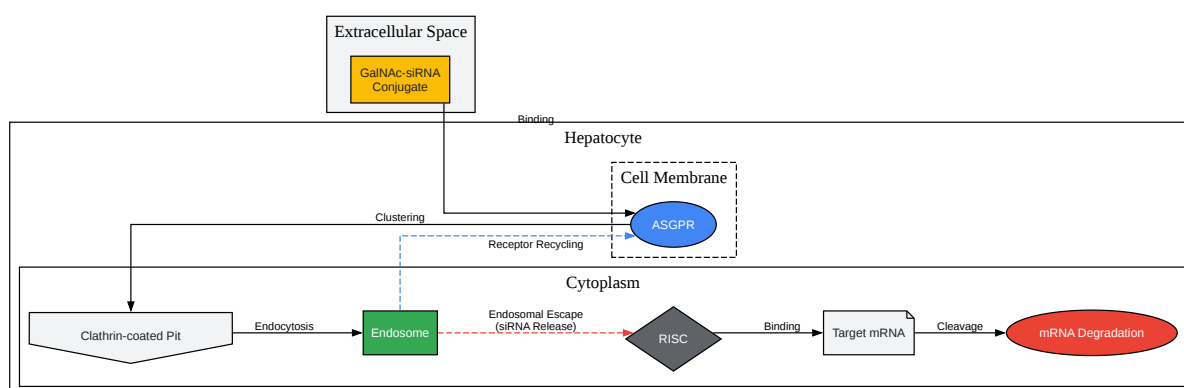 Extracellular Space
GalNAc-siRNA
Conjugate
Binding
Hepatocyte
Cell Membrane
Clustering
ASGPR
Receptor Recycling
Cytoplasm
Clathrin-coated Pit
Endocytosis
Endosome
Endosomal Escape
(siRNA Release)
RISC
Binding
Target mRNA
Cleavage
mRNA Degradation